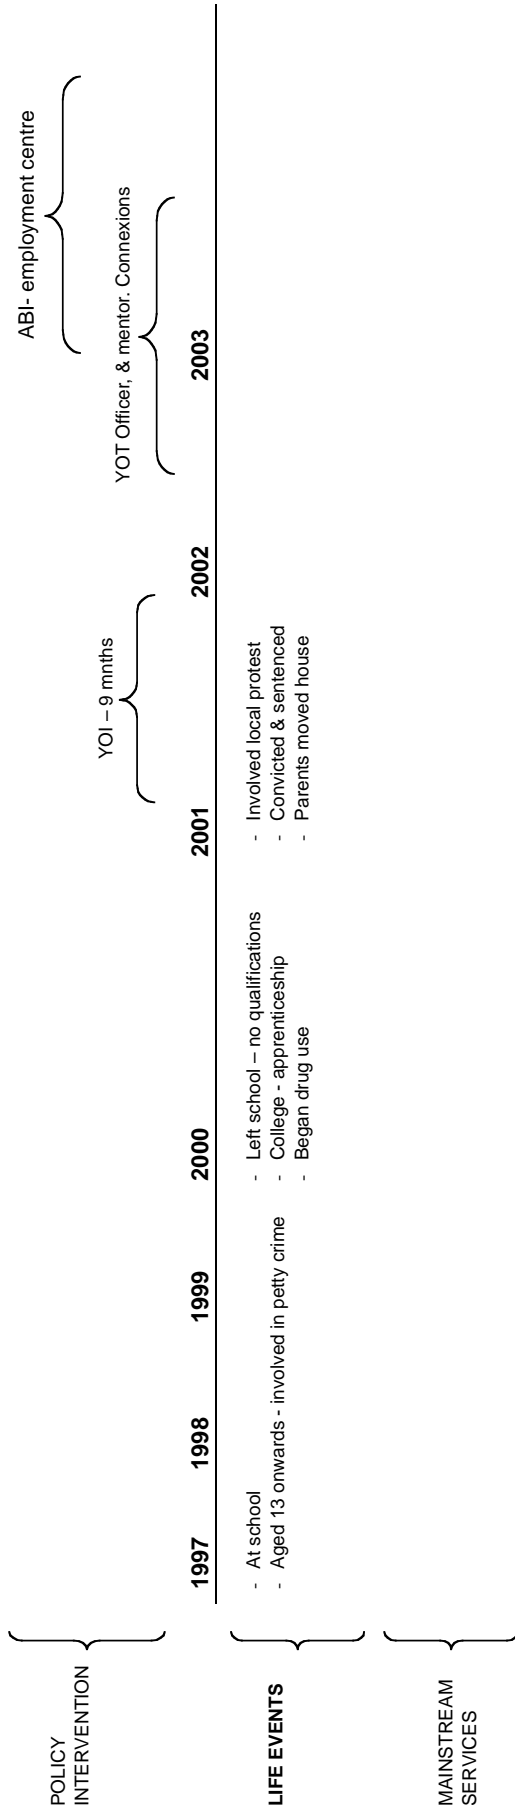 POLICY
INTERVENTION
ABI- employment centre
YOT Officer, & mentor. Connexions
YOI – 9 mnths
1997
1998
1999
2000
2001
2002
2003
LIFE EVENTS
- At school
- Aged 13 onwards - involved in petty crime
- Left school – no qualifications
- College - apprenticeship
- Began drug use
- Involved local protest
- Convicted & sentenced
- Parents moved house
MAINSTREAM
SERVICES